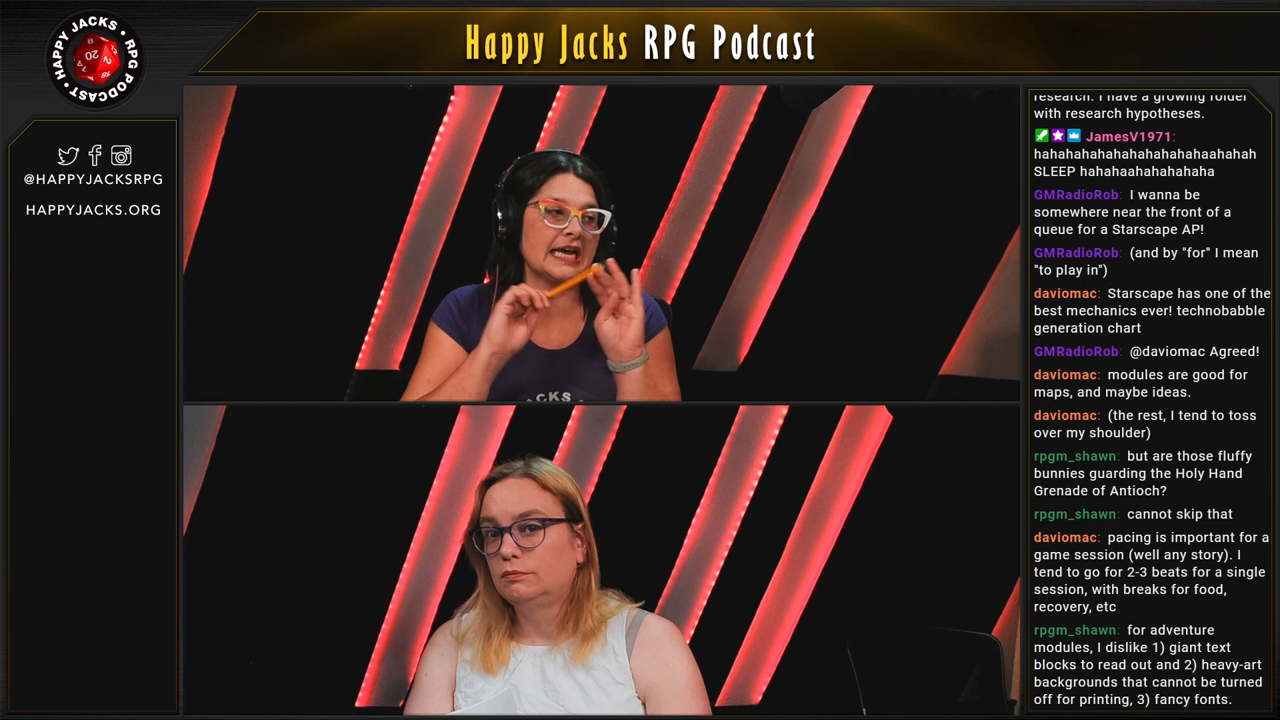 HAPPY JACKS • RPG PODCAST •
20
Happy Jacks RPG Podcast
@HAPPYJACKSRPG
HAPPYJACKS.ORG
ACKS
research. I have a growing folder
with research hypotheses.
JamesV1971:
hahahahahahahahahahaahahah
SLEEP hahahaahahahahaha
GMRadioRob: I wanna be
somewhere near the front of a
queue for a Starscape AP!
GMRadioRob: (and by "for" I mean
"to play in")
daviomac: Starscape has one of the
best mechanics ever! technobabble
generation chart
GMRadioRob: @daviomac Agreed!
daviomac: modules are good for
maps, and maybe ideas.
daviomac: (the rest, I tend to toss
over my shoulder)
rpgm_shawn: but are those fluffy
bunnies guarding the Holy Hand
Grenade of Antioch?
rpgm_shawn: cannot skip that
daviomac: pacing is important for a
game session (well any story). I
tend to go for 2-3 beats for a single
session, with breaks for food,
recovery, etc
rpgm_shawn: for adventure
modules, I dislike 1) giant text
blocks to read out and 2) heavy-art
backgrounds that cannot be turned
off for printing, 3) fancy fonts.